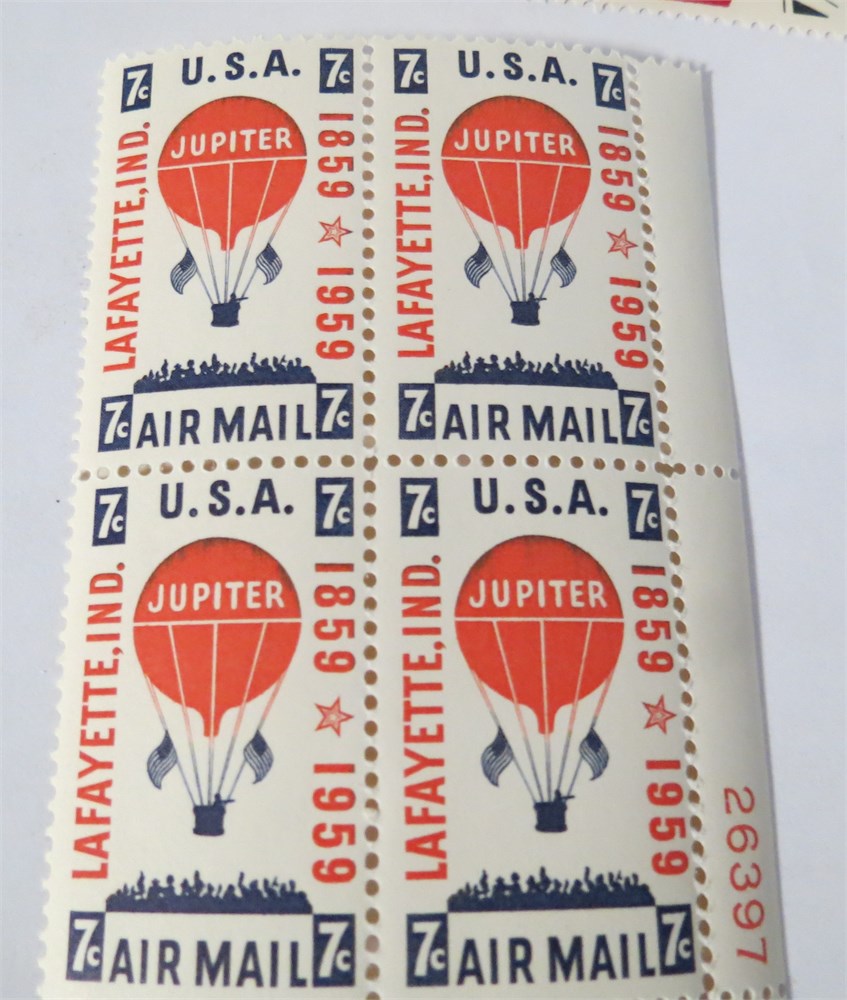 7c U.S.A. 7c
JUPITER
LAFAYETTE, IND.
1859 ☆ 1959
7c AIR MAIL 7c
7c U.S.A. 7c
JUPITER
LAFAYETTE, IND.
1859 ☆ 1959
7c AIR MAIL 7c
7c U.S.A. 7c
JUPITER
LAFAYETTE, IND.
1859 ☆ 1959
7c AIR MAIL 7c
7c U.S.A. 7c
JUPITER
LAFAYETTE, IND.
1859 ☆ 1959
7c AIR MAIL 7c
26397